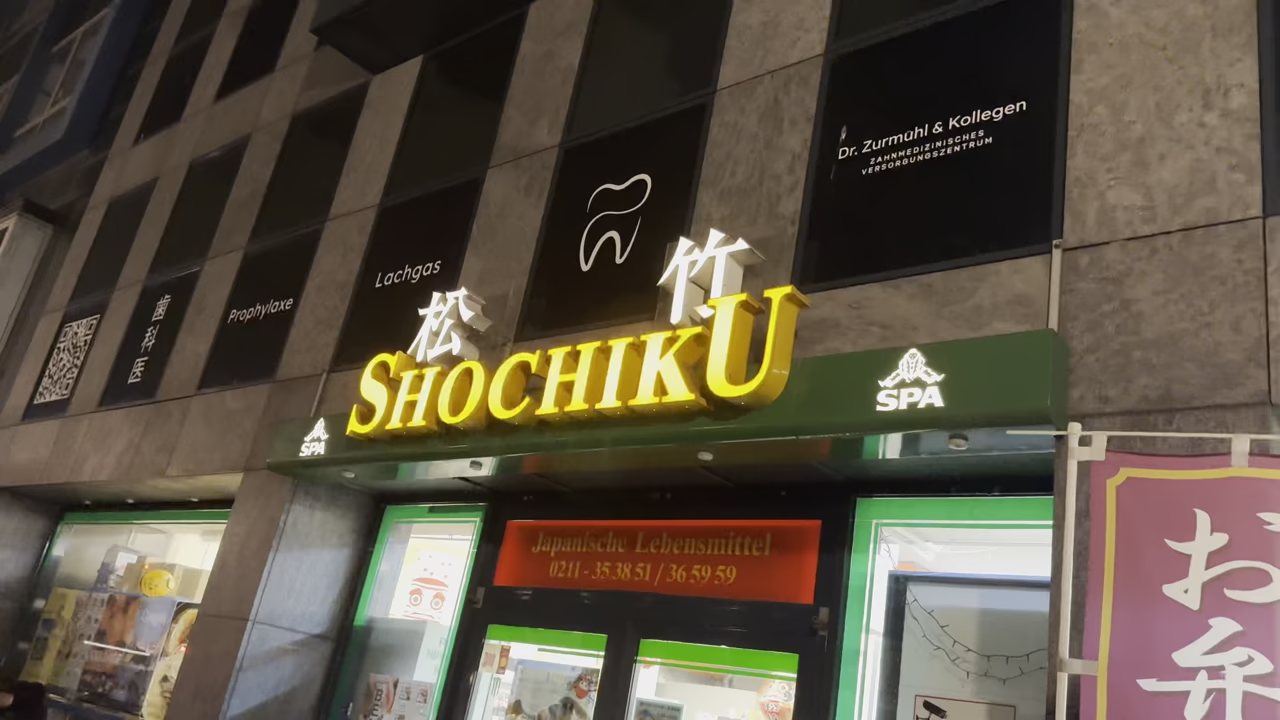 Dr. Zurmühl & Kollegen
ZAHNMEDIZINISCHES
VERSORGUNGSZENTRUM
Lachgas
Prophylaxe
歯科医
松竹
SHOCHIKU
SPA
SPA
Japanische Lebensmittel
0211 - 35 38 51 / 36 59 59
お弁